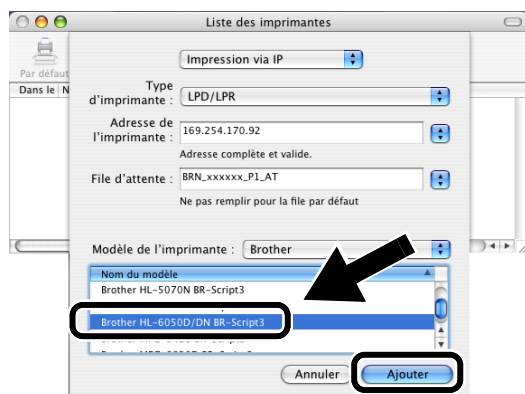 Liste des imprimantes
Par défaut
Dans le N
Impression via IP
Type d'imprimante :
LPD/LPR
Adresse de l'imprimante :
169.254.170.92
Adresse complète et valide.
File d'attente :
BRN_xxxxxx_P1_AT
Ne pas remplir pour la file par défaut
Modèle de l'imprimante :
Brother
Nom du modèle
Brother HL-5070N BR-Script3
Brother HL-6050D/DN BR-Script3
Annuler
Ajouter